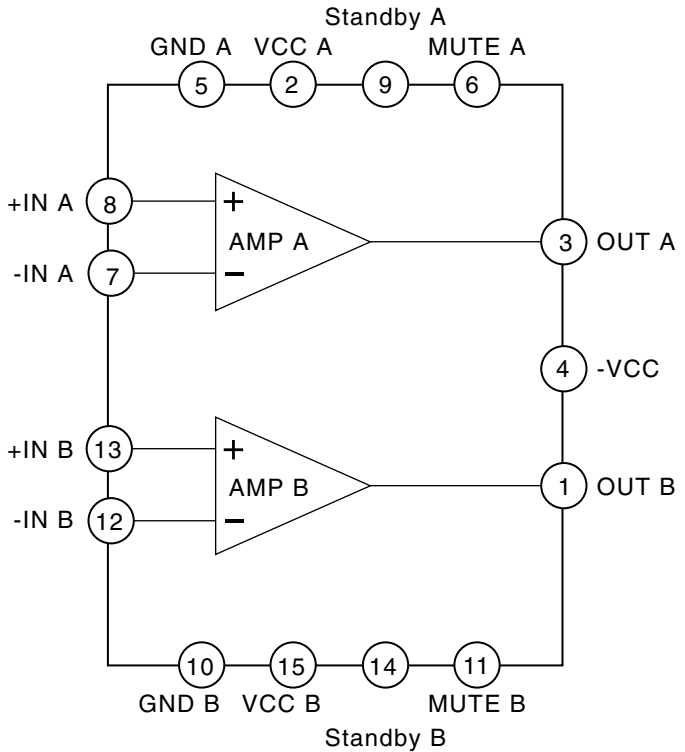 Standby A
GND A VCC A MUTE A
5 2 9 6
+IN A 8 +
AMP A 3 OUT A
-IN A 7 −
4 -VCC
+IN B 13 +
AMP B 1 OUT B
-IN B 12 −
10 15 14 11
GND B VCC B MUTE B
Standby B